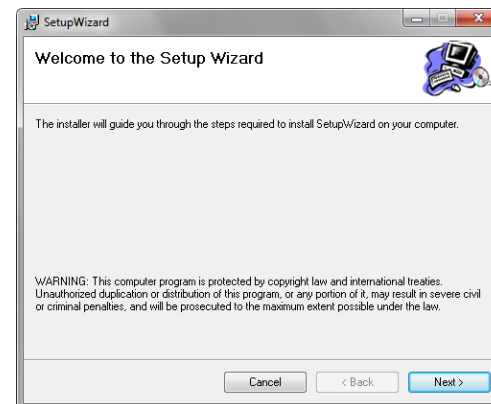 SetupWizard
Welcome to the Setup Wizard
The installer will guide you through the steps required to install SetupWizard on your computer.
WARNING: This computer program is protected by copyright law and international treaties.
Unauthorized duplication or distribution of this program, or any portion of it, may result in severe civil
or criminal penalties, and will be prosecuted to the maximum extent possible under the law.
Cancel
< Back
Next >